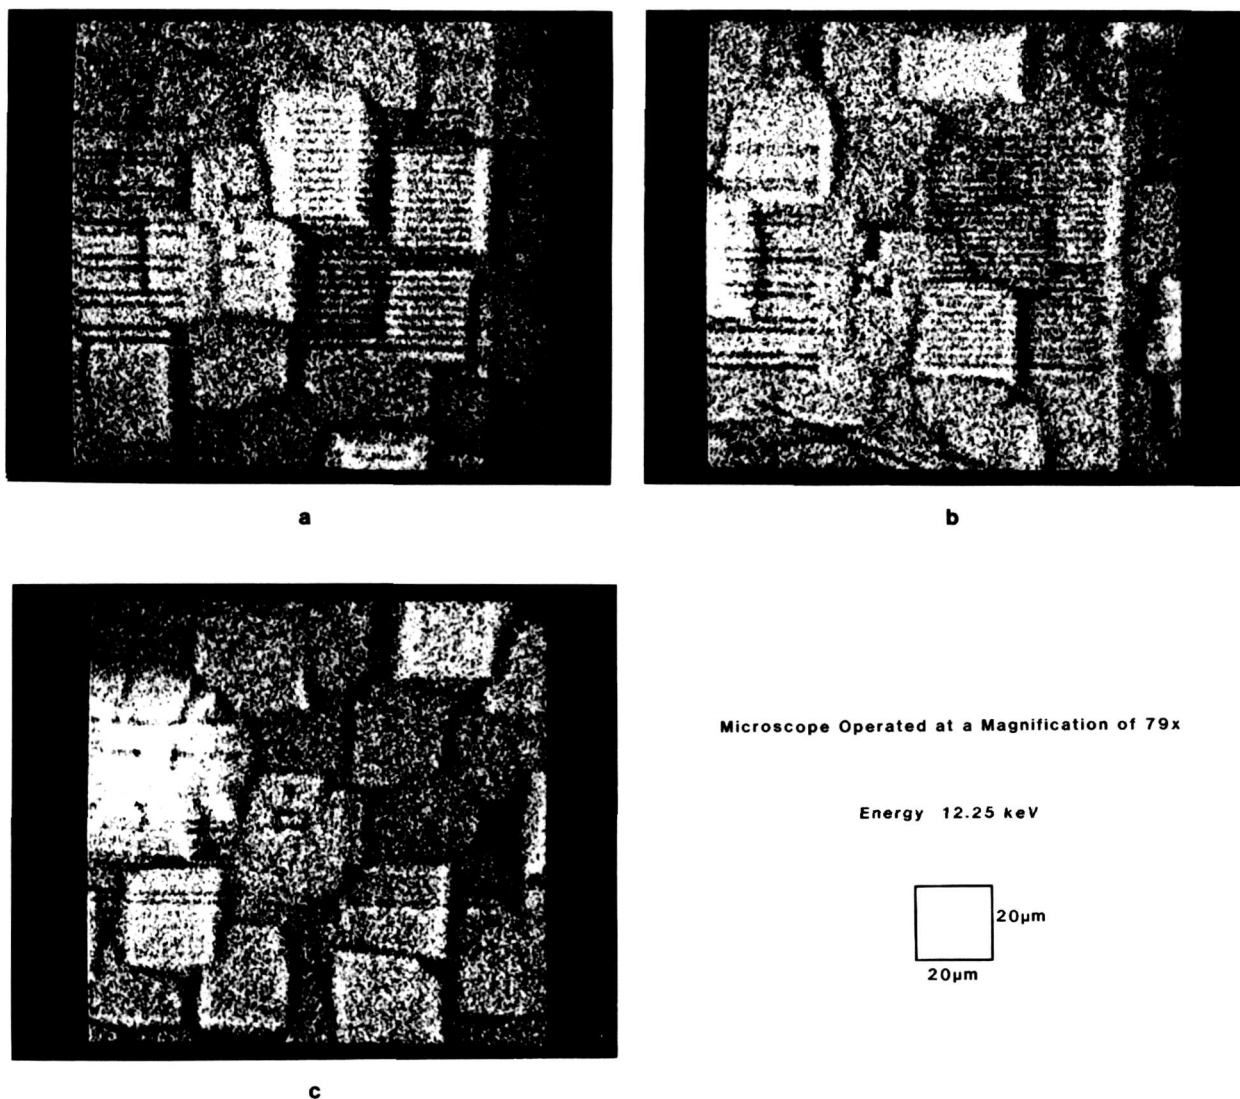 a
b
Microscope Operated at a Magnification of 79x
Energy 12.25 keV
20μm
20μm
c